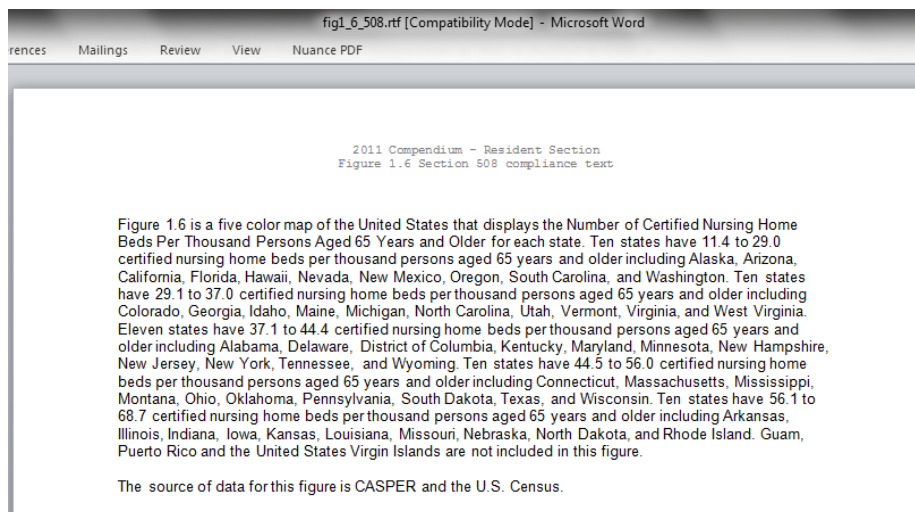 fig1_6_508.rtf [Compatibility Mode] - Microsoft Word
rences Mailings Review View Nuance PDF
2011 Compendium - Resident Section
Figure 1.6 Section 508 compliance text
Figure 1.6 is a five color map of the United States that displays the Number of Certified Nursing Home
Beds Per Thousand Persons Aged 65 Years and Older for each state. Ten states have 11.4 to 29.0
certified nursing home beds per thousand persons aged 65 years and older including Alaska, Arizona,
California, Florida, Hawaii, Nevada, New Mexico, Oregon, South Carolina, and Washington. Ten states
have 29.1 to 37.0 certified nursing home beds per thousand persons aged 65 years and older including
Colorado, Georgia, Idaho, Maine, Michigan, North Carolina, Utah, Vermont, Virginia, and West Virginia.
Eleven states have 37.1 to 44.4 certified nursing home beds per thousand persons aged 65 years and
older including Alabama, Delaware, District of Columbia, Kentucky, Maryland, Minnesota, New Hampshire,
New Jersey, New York, Tennessee, and Wyoming. Ten states have 44.5 to 56.0 certified nursing home
beds per thousand persons aged 65 years and older including Connecticut, Massachusetts, Mississippi,
Montana, Ohio, Oklahoma, Pennsylvania, South Dakota, Texas, and Wisconsin. Ten states have 56.1 to
68.7 certified nursing home beds per thousand persons aged 65 years and older including Arkansas,
Illinois, Indiana, Iowa, Kansas, Louisiana, Missouri, Nebraska, North Dakota, and Rhode Island. Guam,
Puerto Rico and the United States Virgin Islands are not included in this figure.
The source of data for this figure is CASPER and the U.S. Census.